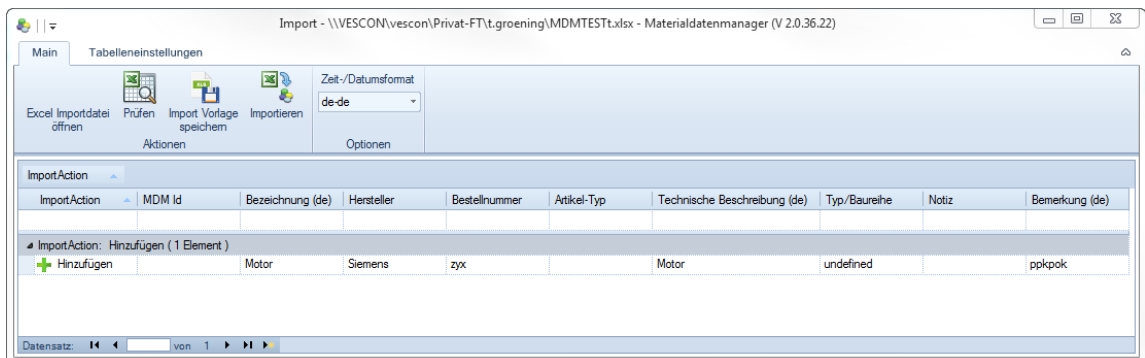 Import - \\VESCON\vescon\Privat-FT\t.groening\MDMTESTt.xlsx - Materialdatenmanager (V 2.0.36.22)
Main Tabelleneinstellungen
Excel Importdatei öffnen
Prüfen
Import Vorlage speichern
Importieren
Aktionen
Zeit-/Datumsformat
de-de
Optionen
ImportAction
ImportAction MDM Id Bezeichnung (de) Hersteller Bestellnummer Artikel-Typ Technische Beschreibung (de) Typ/Baureihe Notiz Bemerkung (de)
ImportAction: Hinzufügen ( 1 Element )
Hinzufügen Motor Siemens zyx Motor undefined ppkpok
Datensatz: von 1